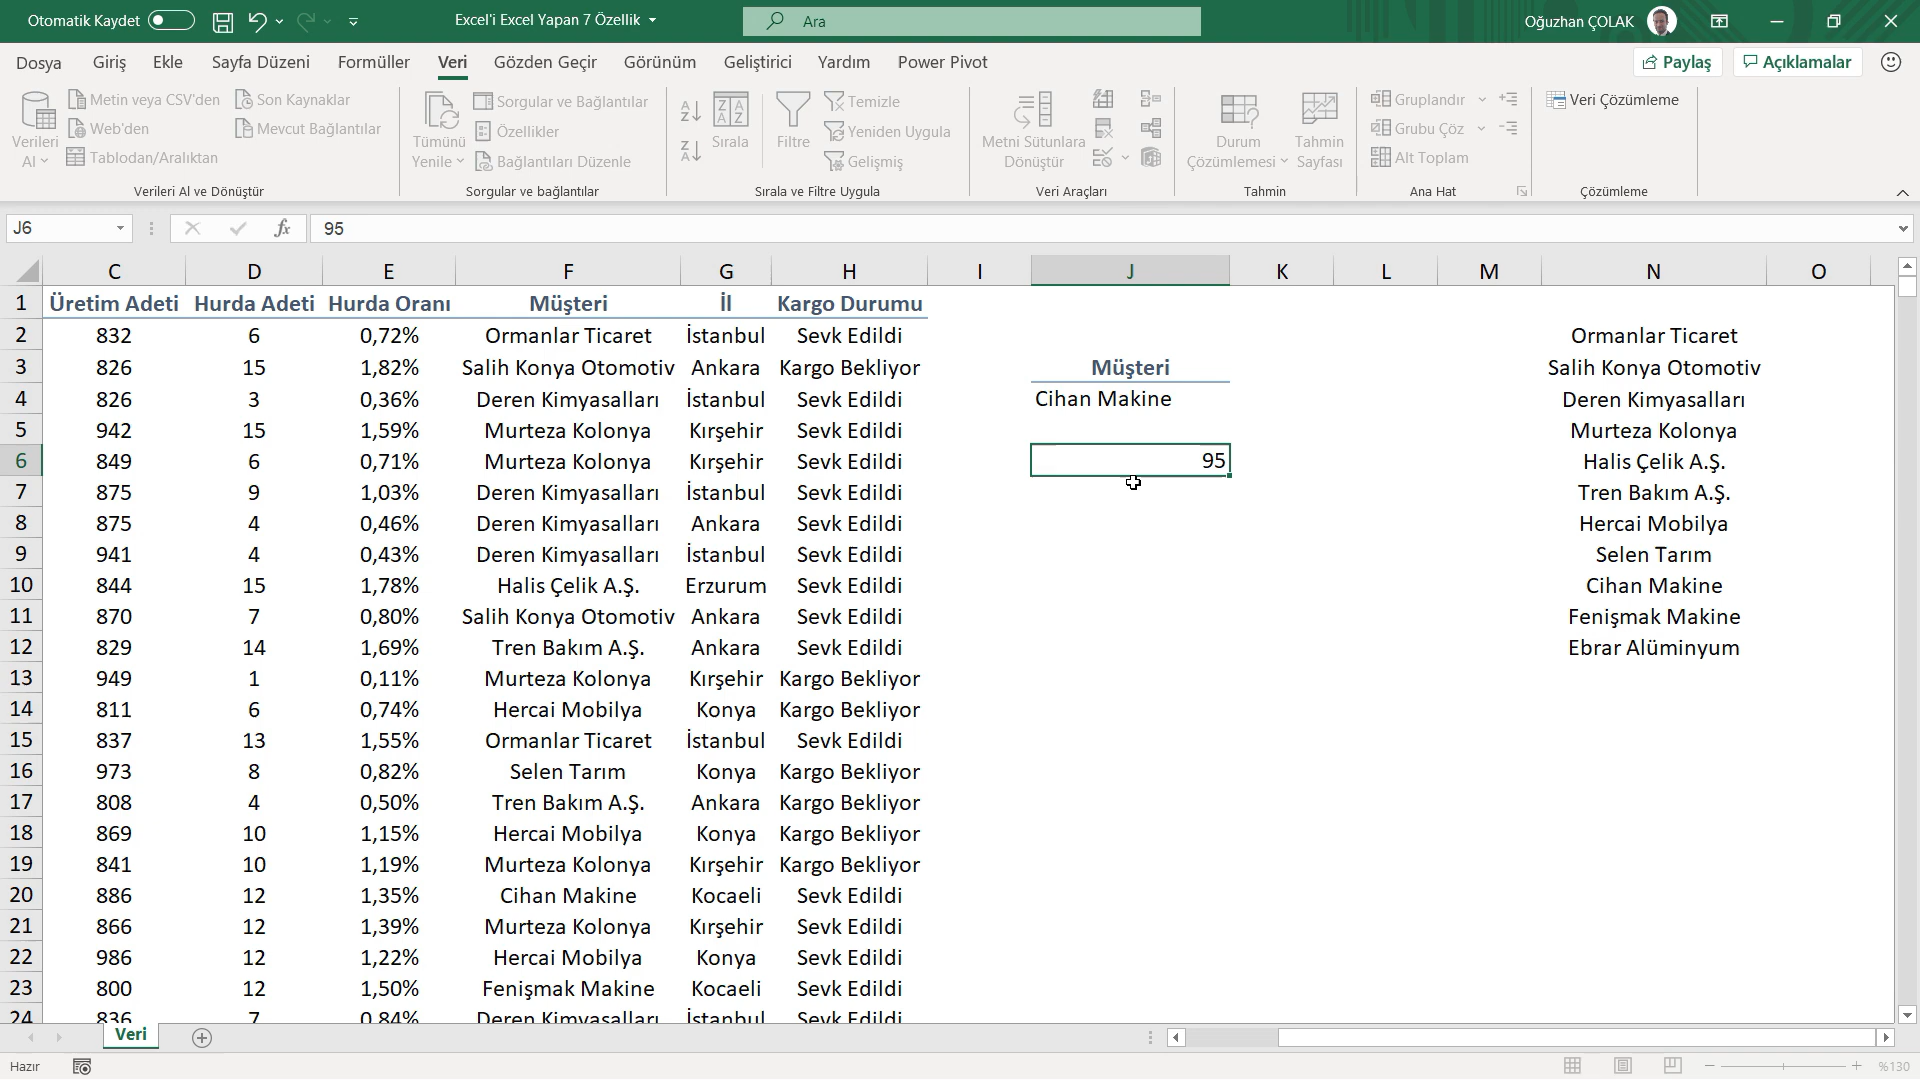 Otomatik Kaydet
Excel'i Excel Yapan 7 Özellik
Ara
Oğuzhan ÇOLAK
Dosya Giriş Ekle Sayfa Düzeni Formüller Veri Gözden Geçir Görünüm Geliştirici Yardım Power Pivot
Paylaş Açıklamalar
Verileri Al
Metin veya CSV'den
Web'den
Tablodan/Aralıktan
Son Kaynaklar
Mevcut Bağlantılar
Verileri Al ve Dönüştür
Tümünü Yenile
Sorgular ve Bağlantılar
Özellikler
Bağlantıları Düzenle
Sorgular ve bağlantılar
Sırala
Filtre
Temizle
Yeniden Uygula
Gelişmiş
Sırala ve Filtre Uygula
Metni Sütunlara Dönüştür
Veri Araçları
Durum Çözümlemesi
Tahmin Sayfası
Tahmin
Gruplandır
Grubu Çöz
Alt Toplam
Ana Hat
Veri Çözümleme
Çözümleme
J6 fx 95
C D E F G H I J K L M N O
1 Üretim Adeti Hurda Adeti Hurda Oranı Müşteri İl Kargo Durumu
2 832 6 0,72% Ormanlar Ticaret İstanbul Sevk Edildi Ormanlar Ticaret
3 826 15 1,82% Salih Konya Otomotiv Ankara Kargo Bekliyor Müşteri Salih Konya Otomotiv
4 826 3 0,36% Deren Kimyasalları İstanbul Sevk Edildi Cihan Makine Deren Kimyasalları
5 942 15 1,59% Murteza Kolonya Kırşehir Sevk Edildi Murteza Kolonya
6 849 6 0,71% Murteza Kolonya Kırşehir Sevk Edildi 95 Halis Çelik A.Ş.
7 875 9 1,03% Deren Kimyasalları İstanbul Sevk Edildi Tren Bakım A.Ş.
8 875 4 0,46% Deren Kimyasalları Ankara Sevk Edildi Hercai Mobilya
9 941 4 0,43% Deren Kimyasalları İstanbul Sevk Edildi Selen Tarım
10 844 15 1,78% Halis Çelik A.Ş. Erzurum Sevk Edildi Cihan Makine
11 870 7 0,80% Salih Konya Otomotiv Ankara Sevk Edildi Fenişmak Makine
12 829 14 1,69% Tren Bakım A.Ş. Ankara Sevk Edildi Ebrar Alüminyum
13 949 1 0,11% Murteza Kolonya Kırşehir Kargo Bekliyor
14 811 6 0,74% Hercai Mobilya Konya Kargo Bekliyor
15 837 13 1,55% Ormanlar Ticaret İstanbul Sevk Edildi
16 973 8 0,82% Selen Tarım Konya Kargo Bekliyor
17 808 4 0,50% Tren Bakım A.Ş. Ankara Kargo Bekliyor
18 869 10 1,15% Hercai Mobilya Konya Kargo Bekliyor
19 841 10 1,19% Murteza Kolonya Kırşehir Kargo Bekliyor
20 886 12 1,35% Cihan Makine Kocaeli Sevk Edildi
21 866 12 1,39% Murteza Kolonya Kırşehir Sevk Edildi
22 986 12 1,22% Hercai Mobilya Konya Sevk Edildi
23 800 12 1,50% Fenişmak Makine Kocaeli Sevk Edildi
24 836 7 0,84% Deren Kimyasalları İstanbul Sevk Edildi
Veri
Hazır
%130